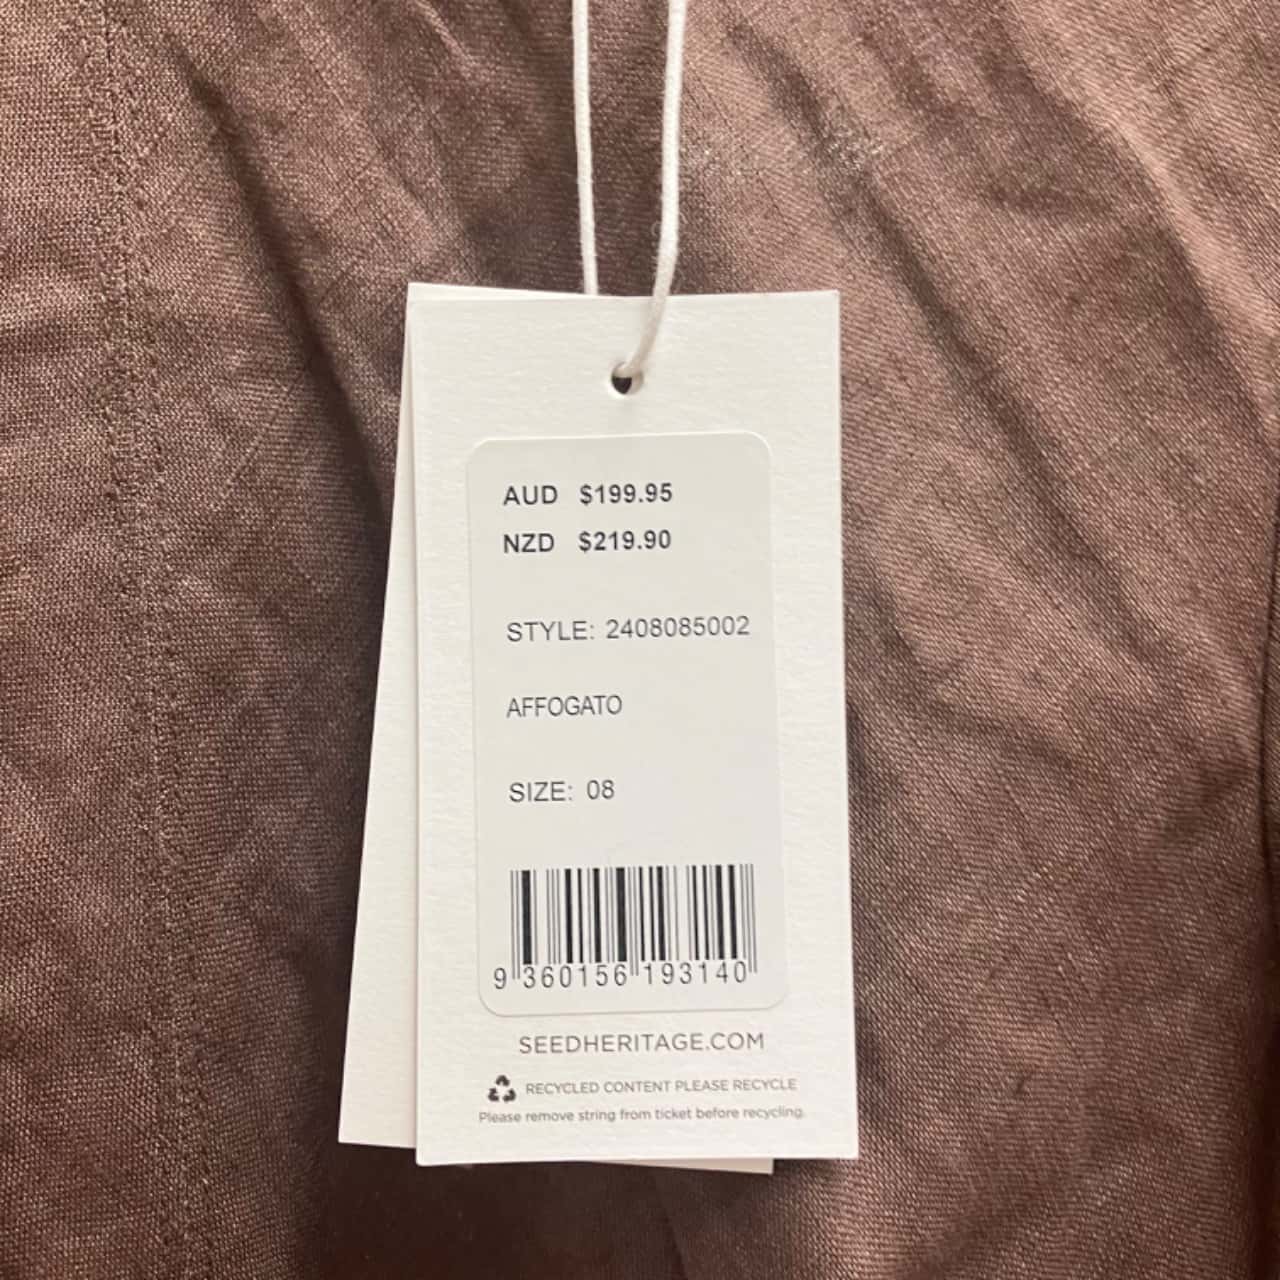 AUD $199.95
NZD $219.90
STYLE: 2408085002
AFFOGATO
SIZE: 08
9 360156 193140
SEEDHERITAGE.COM
RECYCLED CONTENT PLEASE RECYCLE
Please remove string from ticket before recycling.